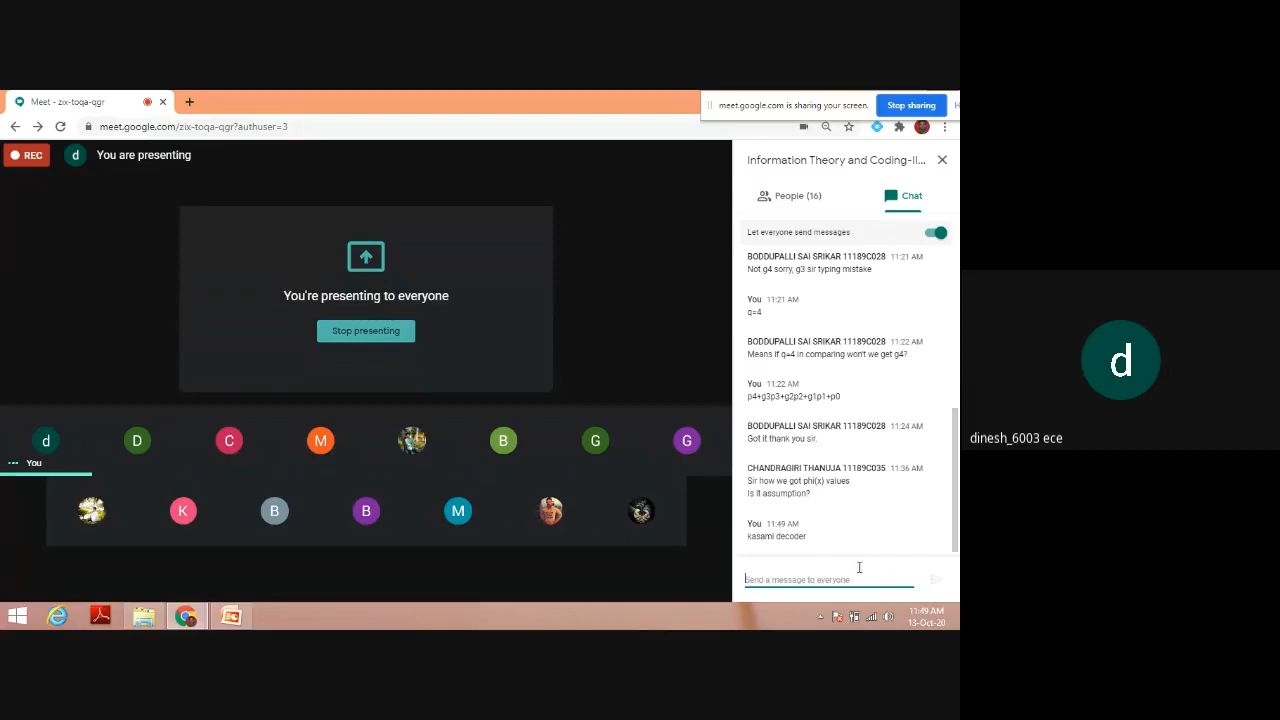 Meet - zix-toqa-qgr
meet.google.com is sharing your screen.
Stop sharing
H
meet.google.com/zix-toqa-qgr?authuser=3
REC
d
You are presenting
Information Theory and Coding-II...
People (16)
Chat
Let everyone send messages
You're presenting to everyone
Stop presenting
BODDUPALLI SAI SRIKAR 11189C028 11:21 AM
Not g4 sorry, g3 sir typing mistake
You 11:21 AM
q=4
BODDUPALLI SAI SRIKAR 11189C028 11:22 AM
Means if q=4 in comparing won't we get g4?
You 11:22 AM
p4+g3p3+g2p2+g1p1+p0
BODDUPALLI SAI SRIKAR 11189C028 11:24 AM
Got it thank you sir.
CHANDRAGIRI THANUJA 11189C035 11:36 AM
Sir how we got phi(x) values
Is it assumption?
You 11:49 AM
kasami decoder
Send a message to everyone
d D C M B G G
You
K B B M
11:49 AM
13-Oct-20
d
dinesh_6003 ece